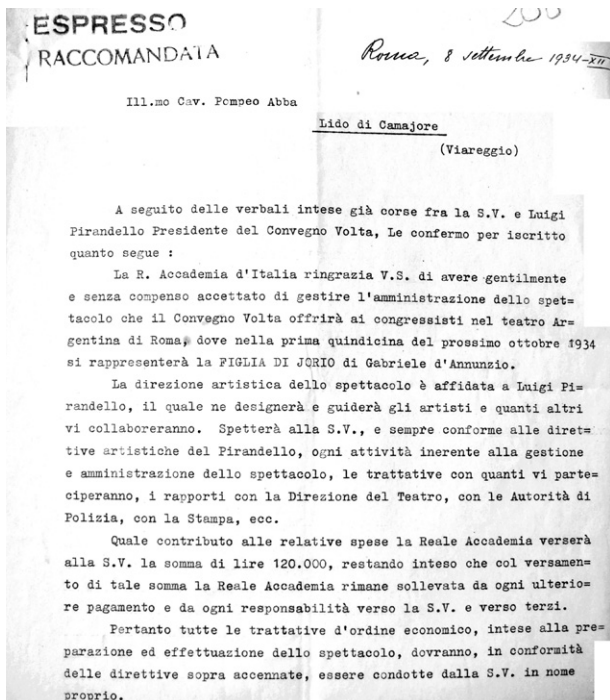 ESPRESSO
RACCOMANDATA
200
Roma, 8 settembre 1934-XII
Ill.mo Cav. Pompeo Abba
Lido di Camajore
(Viareggio)
A seguito delle verbali intese già corse fra la S.V. e Luigi
Pirandello Presidente del Convegno Volta, Le confermo per iscritto
quanto segue :
La R. Accademia d'Italia ringrazia V.S. di avere gentilmente
e senza compenso accettato di gestire l'amministrazione dello spet=
tacolo che il Convegno Volta offrirà ai congressisti nel teatro Ar=
gentina di Roma, dove nella prima quindicina del prossimo ottobre 1934
si rappresenterà la FIGLIA DI JORIO di Gabriele d'Annunzio.
La direzione artistica dello spettacolo è affidata a Luigi Pi=
randello, il quale ne designerà e guiderà gli artisti e quanti altri
vi collaboreranno. Spetterà alla S.V., e sempre conforme alle diret=
tive artistiche del Pirandello, ogni attività inerente alla gestione
e amministrazione dello spettacolo, le trattative con quanti vi parte=
ciperanno, i rapporti con la Direzione del Teatro, con le Autorità di
Polizia, con la Stampa, ecc.
Quale contributo alle relative spese la Reale Accademia verserà
alla S.V. la somma di lire 120.000, restando inteso che col versamen=
to di tale somma la Reale Accademia rimane sollevata da ogni ulterio=
re pagamento e da ogni responsabilità verso la S.V. e verso terzi.
Pertanto tutte le trattative d'ordine economico, intese alla pre=
parazione ed effettuazione dello spettacolo, dovranno, in conformità
delle direttive sopra accennate, essere condotte dalla S.V. in nome
proprio.